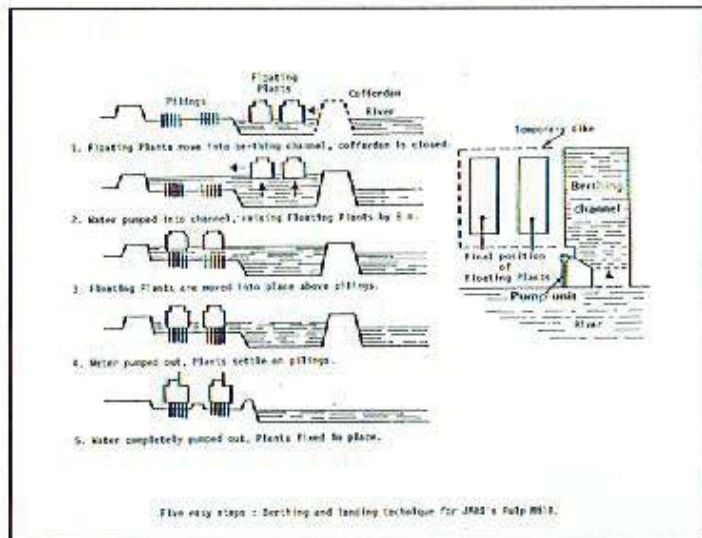 Floating
Plants
Pilings
Cofferdam
River
1. Floating Plants move into berthing channel, cofferdam is closed.
2. Water pumped into channel, raising Floating Plants by 8 m.
3. Floating Plants are moved into place above pilings.
4. Water pumped out, Plants settle on pilings.
5. Water completely pumped out, Plants fixed in place.
Temporary dike
Berthing
channel
Final position
of
Floating Plants
Pump unit
River
Five easy steps : Berthing and landing technique for Pulp